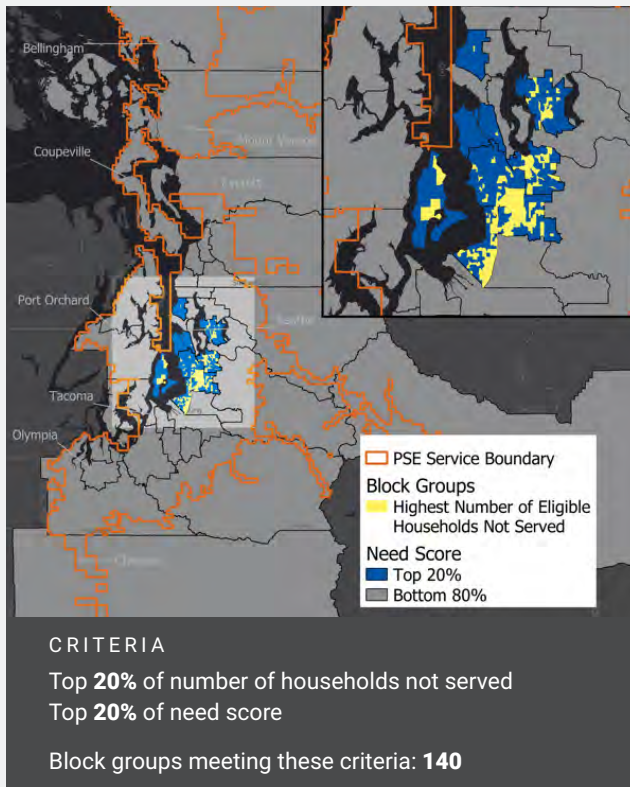 Bellingham
Mount Vernon
Coupeville
Everett
Port Orchard
Seattle
Tacoma
Olympia
PSE Service Boundary
Block Groups
Highest Number of Eligible
Households Not Served
Need Score
Top 20%
Bottom 80%
CRITERIA
Top 20% of number of households not served
Top 20% of need score
Block groups meeting these criteria: 140